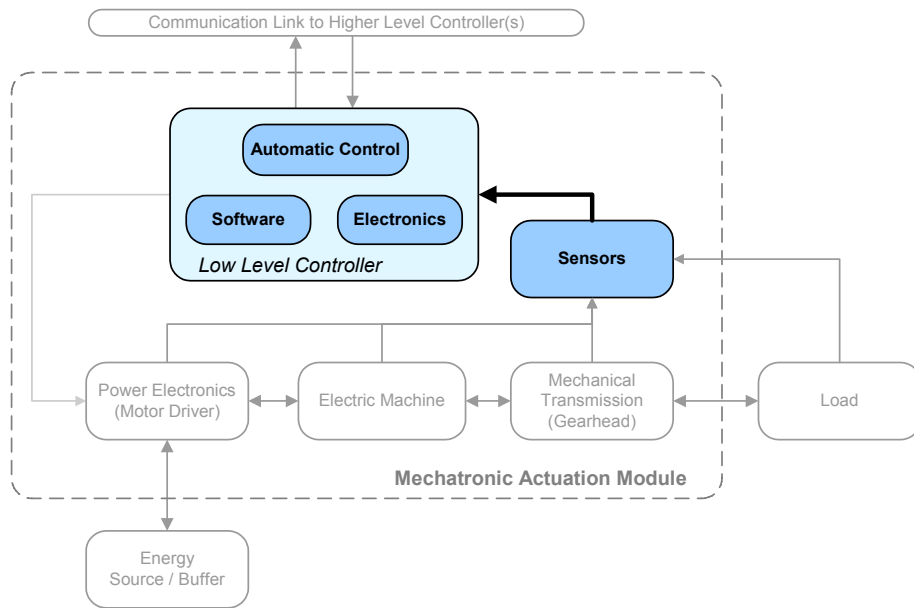 Communication Link to Higher Level Controller(s)
Automatic Control
Software
Electronics
Low Level Controller
Sensors
Power Electronics
(Motor Driver)
Electric Machine
Mechanical
Transmission
(Gearhead)
Load
Mechatronic Actuation Module
Energy
Source / Buffer